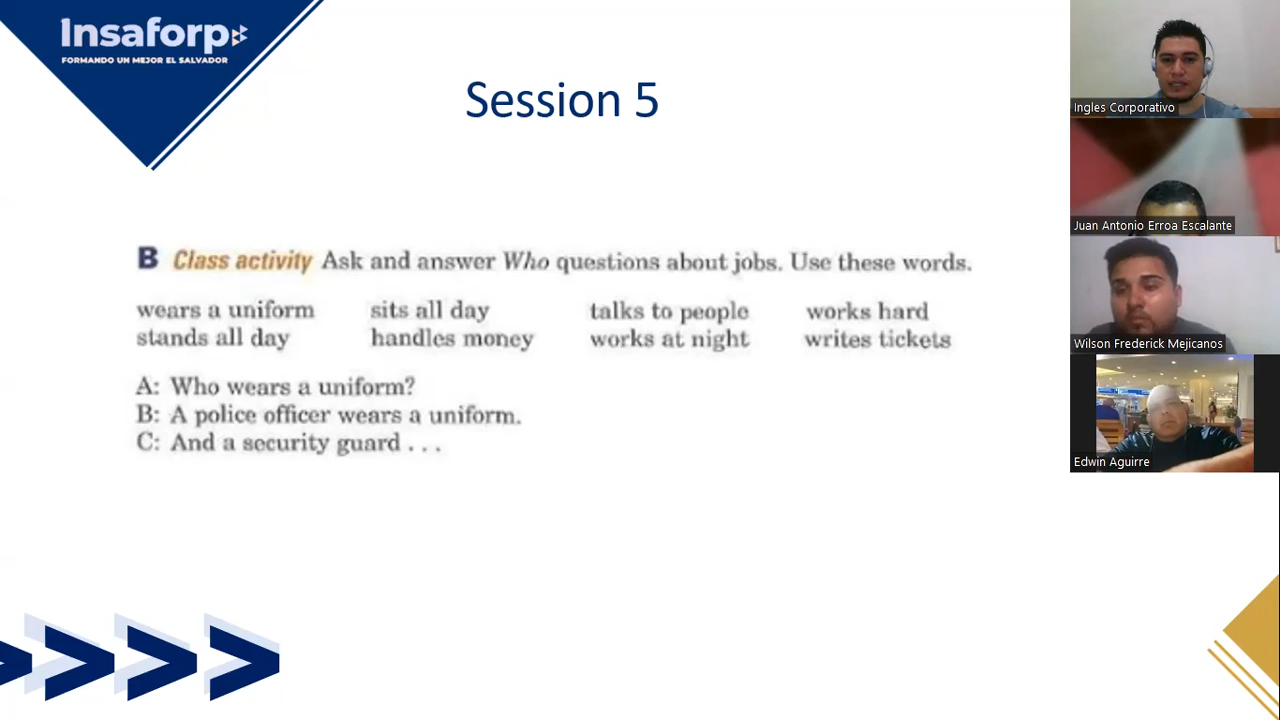 Insaforp
FORMANDO UN MEJOR EL SALVADOR
Session 5
B Class activity Ask and answer Who questions about jobs. Use these words.
wears a uniform sits all day talks to people works hard
stands all day handles money works at night writes tickets
A: Who wears a uniform?
B: A police officer wears a uniform.
C: And a security guard . . .
Ingles Corporativo
Juan Antonio Erroa Escalante
Wilson Frederick Mejicanos
Edwin Aguirre